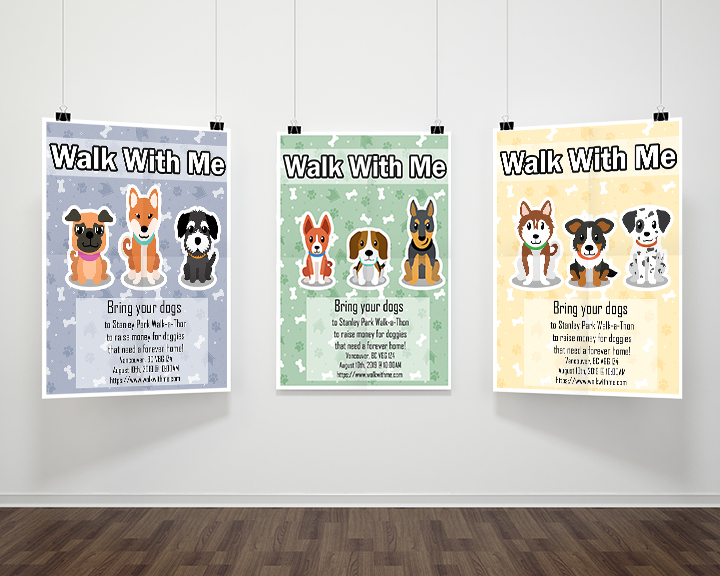 Walk With Me
Bring your dogs
to Stanley Park Walk-a-Thon
to raise money for doggies
that need a forever home!
Vancouver, BC V6G 1Z4
August 10th, 2019 @ 10:00AM
https://www.walkwithme.com
Walk With Me
Bring your dogs
to Stanley Park Walk-a-Thon
to raise money for doggies
that need a forever home!
Vancouver, BC V6G 1Z4
August 10th, 2019 @ 10:00AM
https://www.walkwithme.com
Walk With Me
Bring your dogs
to Stanley Park Walk-a-Thon
to raise money for doggies
that need a forever home!
Vancouver, BC V6G 1Z4
August 10th, 2019 @ 10:00AM
https://www.walkwithme.com